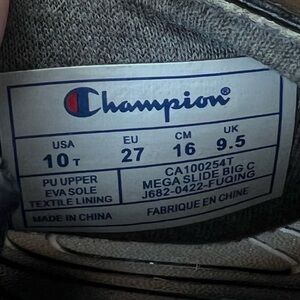 Champion®
USA EU CM UK
10 T 27 16 9.5
PU UPPER
EVA SOLE
TEXTILE LINING
CA100254T
MEGA SLIDE BIG C
J682-0422-FUQING
MADE IN CHINA FABRIQUE EN CHINE